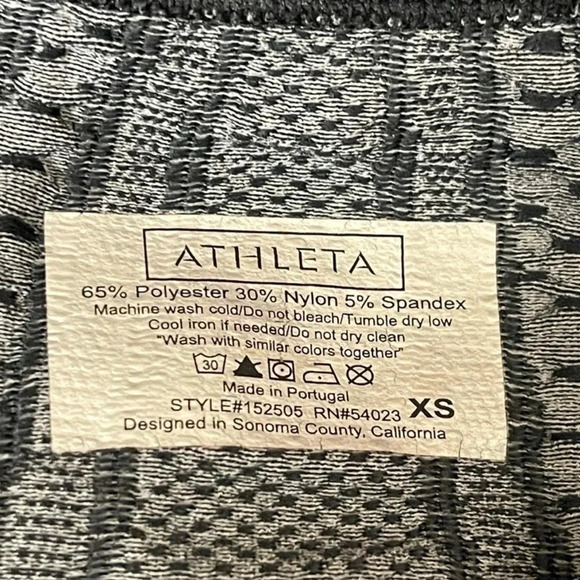 ATHLETA
65% Polyester 30% Nylon 5% Spandex
Machine wash cold/Do not bleach/Tumble dry low
Cool iron if needed/Do not dry clean
"Wash with similar colors together"
30
Made in Portugal
STYLE#152505 RN#54023 XS
Designed in Sonoma County, California